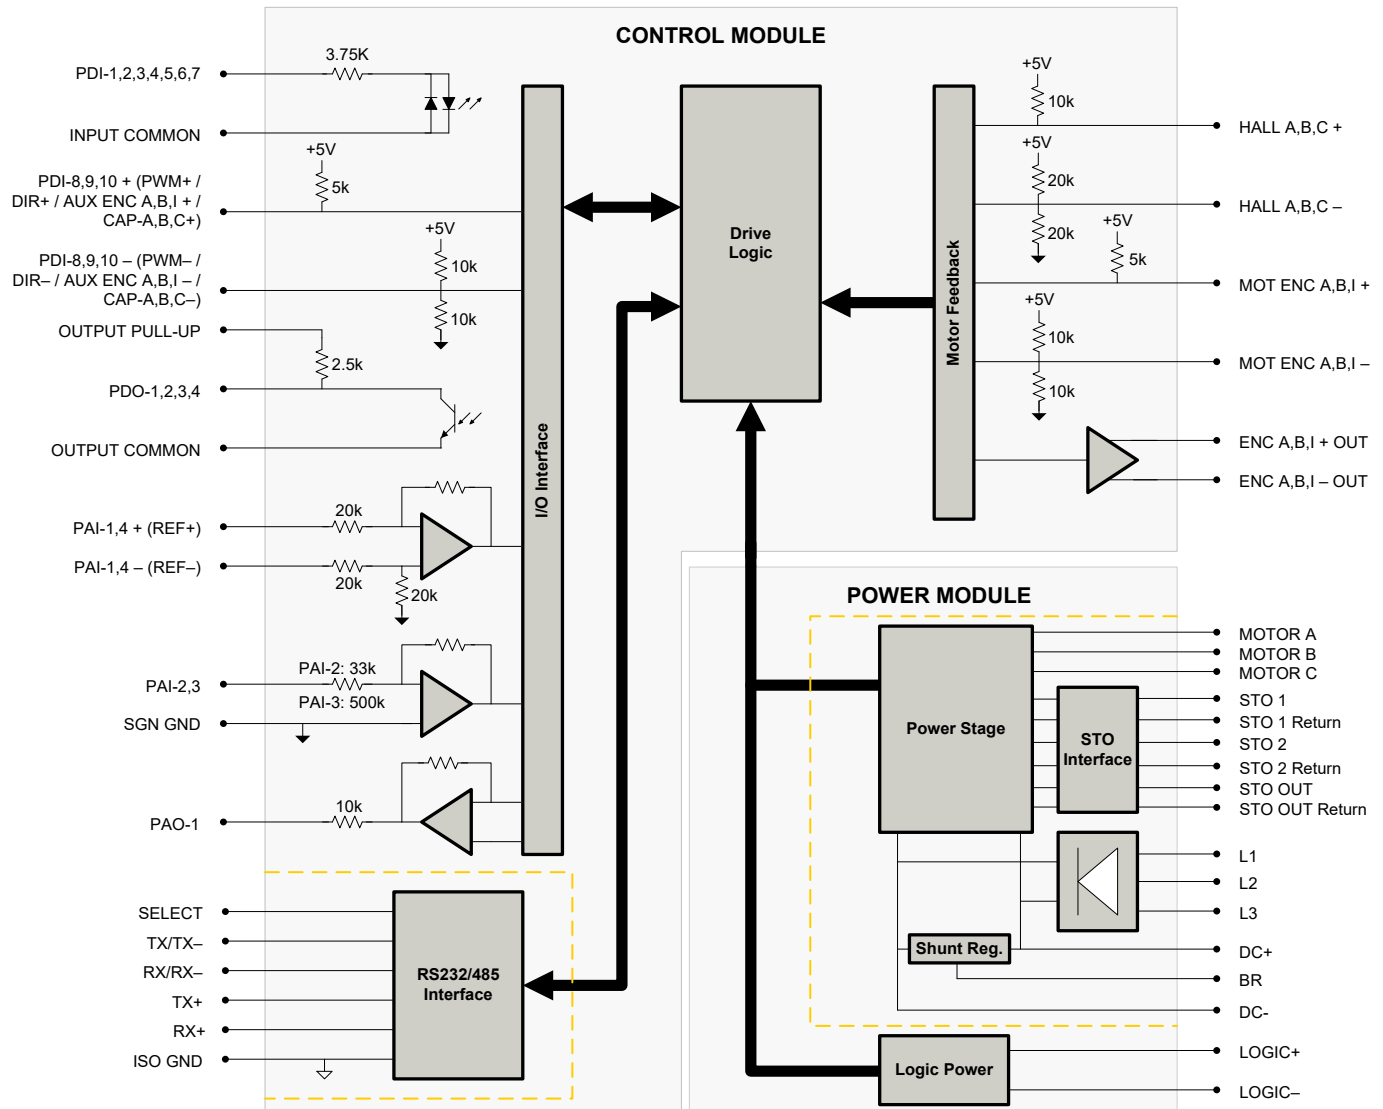 CONTROL MODULE
PDI-1,2,3,4,5,6,7
3.75K
INPUT COMMON
+5V
5k
PDI-8,9,10 + (PWM+ /
DIR+ / AUX ENC A,B,I + /
CAP-A,B,C+)
+5V
10k
10k
PDI-8,9,10 – (PWM– /
DIR– / AUX ENC A,B,I – /
CAP-A,B,C–)
OUTPUT PULL-UP
2.5k
PDO-1,2,3,4
OUTPUT COMMON
PAI-1,4 + (REF+)
20k
PAI-1,4 – (REF–)
20k
20k
PAI-2,3
PAI-2: 33k
PAI-3: 500k
SGN GND
PAO-1
10k
I/O Interface
SELECT
TX/TX–
RX/RX–
TX+
RX+
ISO GND
RS232/485
Interface
Drive
Logic
Motor Feedback
+5V
10k
HALL A,B,C +
+5V
20k
20k
HALL A,B,C –
+5V
5k
MOT ENC A,B,I +
+5V
10k
10k
MOT ENC A,B,I –
ENC A,B,I + OUT
ENC A,B,I – OUT
POWER MODULE
Power Stage
MOTOR A
MOTOR B
MOTOR C
STO
Interface
STO 1
STO 1 Return
STO 2
STO 2 Return
STO OUT
STO OUT Return
L1
L2
L3
Shunt Reg.
DC+
BR
DC-
Logic Power
LOGIC+
LOGIC–